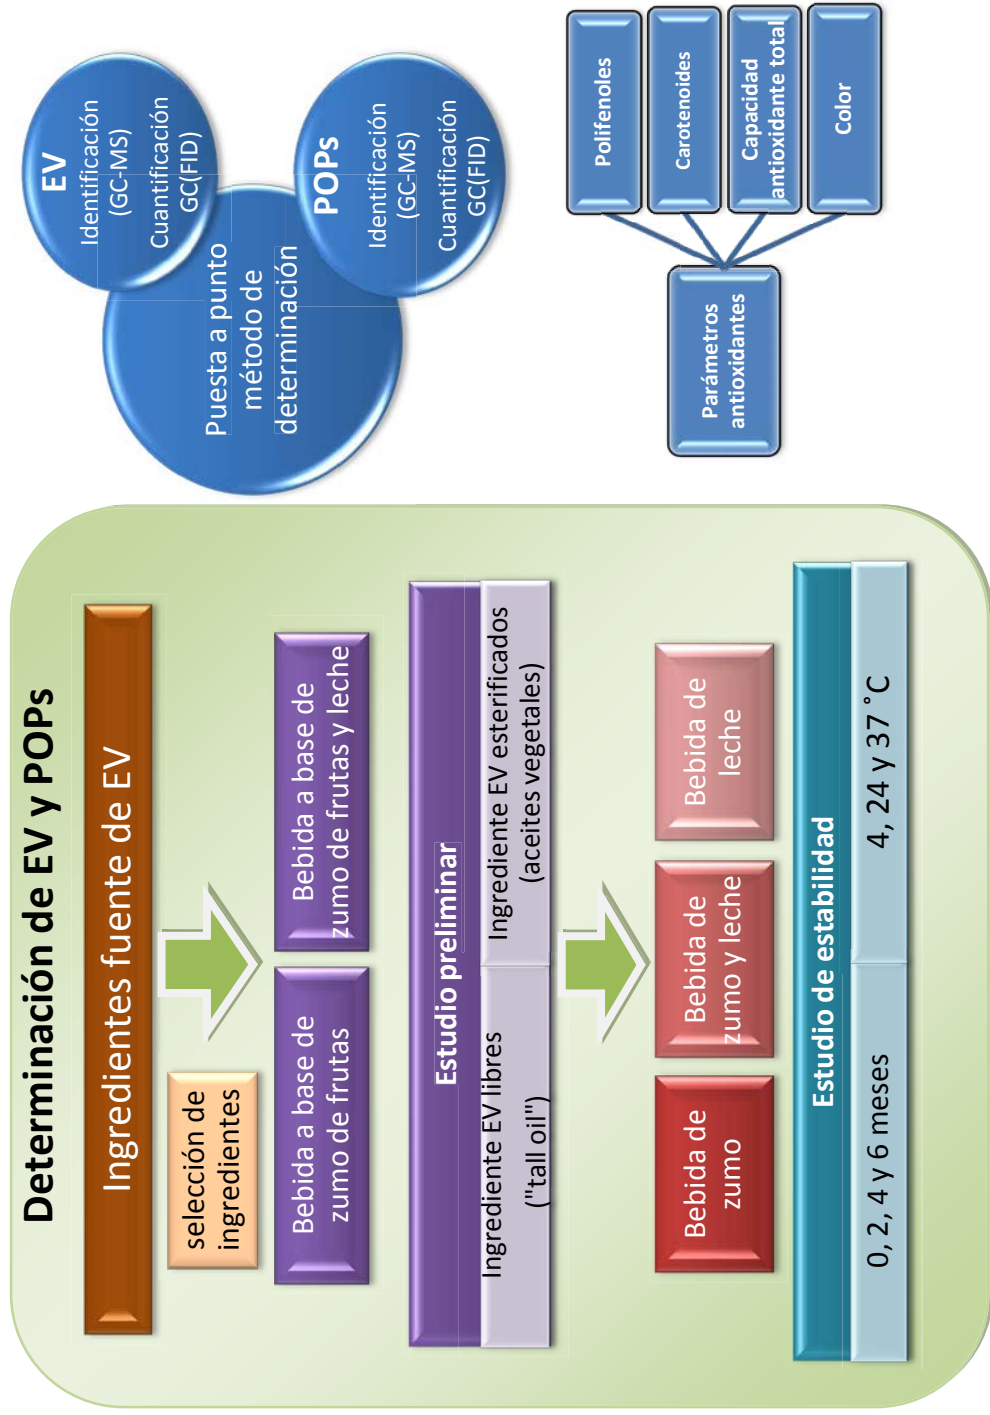 Determinación de EV y POPs
Ingredientes fuente de EV
selección de
ingredientes
Bebida a base de
zumo de frutas
Bebida a base de
zumo de frutas y leche
Estudio preliminar
Ingrediente EV libres
("tall oil")
Ingrediente EV esterificados
(aceites vegetales)
Bebida de
zumo
Bebida de
zumo y leche
Bebida de
leche
Estudio de estabilidad
0, 2, 4 y 6 meses
4, 24 y 37 ˚C
Puesta a punto
método de
determinación
EV
Identificación
(GC-MS)
Cuantificación
GC(FID)
POPs
Identificación
(GC-MS)
Cuantificación
GC(FID)
Parámetros
antioxidantes
Polifenoles
Carotenoides
Capacidad
antioxidante total
Color